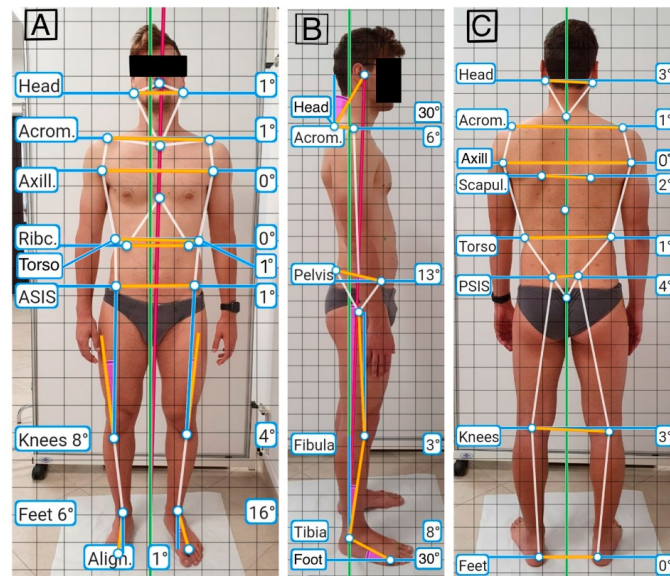 A
Head 1°
Acrom. 1°
Axill. 0°
Ribc. 0°
Torso 1°
ASIS 1°
Knees 8° 4°
Feet 6° 16°
Align. 1°
B
Head 30°
Acrom. 6°
Pelvis 13°
Fibula 3°
Tibia 8°
Foot 30°
C
Head 3°
Acrom. 1°
Axill 0°
Scapul. 2°
Torso 1°
PSIS 4°
Knees 3°
Feet 0°